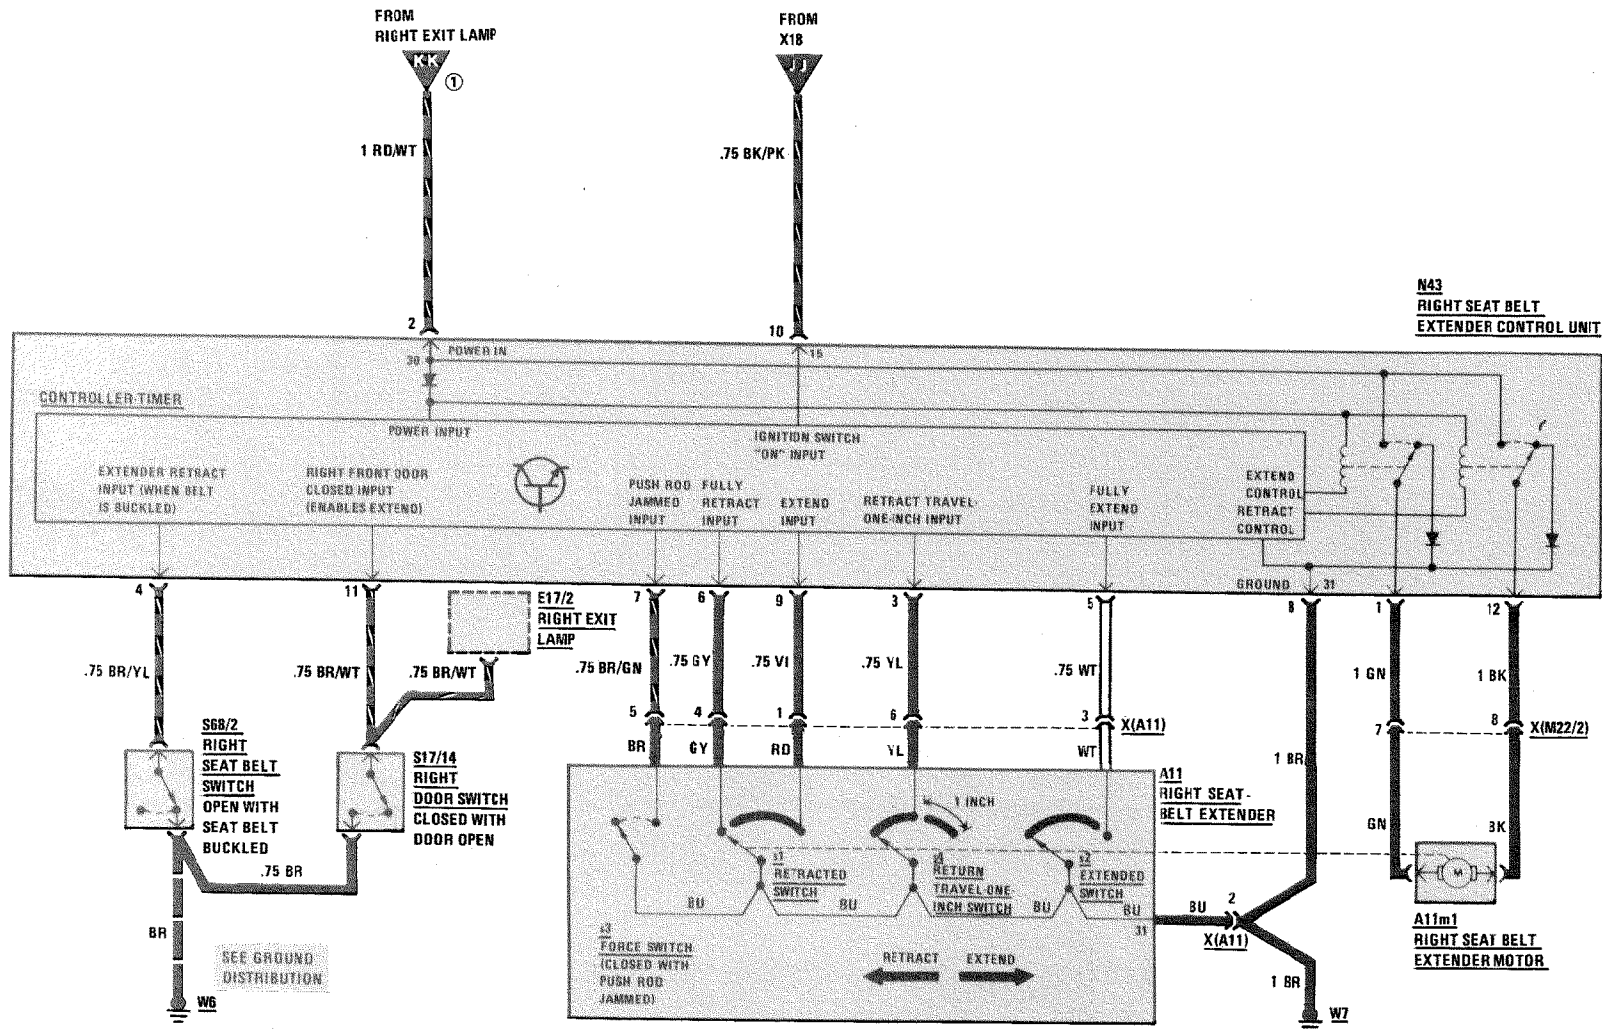 FROM
RIGHT EXIT LAMP
KK
1
FROM
X18
JJ
1 RD/WT
.75 BK/PK
N43
RIGHT SEAT BELT
EXTENDER CONTROL UNIT
2
10
30
POWER IN
15
CONTROLLER TIMER
POWER INPUT
IGNITION SWITCH
"ON" INPUT
EXTENDER RETRACT
INPUT (WHEN BELT
IS BUCKLED)
RIGHT FRONT DOOR
CLOSED INPUT
(ENABLES EXTEND)
PUSH ROD
JAMMED
INPUT
FULLY
RETRACT
INPUT
EXTEND
INPUT
RETRACT TRAVEL-
ONE-INCH INPUT
FULLY
EXTEND
INPUT
EXTEND
CONTROL
RETRACT
CONTROL
GROUND
31
4
11
7
6
9
3
5
8
1
12
E17/2
RIGHT EXIT
LAMP
.75 BR/YL
.75 BR/WT
.75 BR/WT
.75 BR/GN
.75 GY
.75 VI
.75 YL
.75 WT
1 GN
1 BK
5
4
1
6
3
X(A11)
7
8
X(M22/2)
BR
GY
RD
YL
WT
1 BR
S68/2
RIGHT
SEAT BELT
SWITCH
OPEN WITH
SEAT BELT
BUCKLED
S17/14
RIGHT
DOOR SWITCH
CLOSED WITH
DOOR OPEN
A11
RIGHT SEAT-
BELT EXTENDER
1 INCH
GN
BK
s1
RETRACTED
SWITCH
s4
RETURN
TRAVEL-ONE-
INCH SWITCH
s2
EXTENDED
SWITCH
M
.75 BR
BU
BU
BU
BU
31
BU
2
X(A11)
A11m1
RIGHT SEAT BELT
EXTENDER MOTOR
BR
s3
FORCE SWITCH
(CLOSED WITH
PUSH ROD
JAMMED)
RETRACT
EXTEND
SEE GROUND
DISTRIBUTION
1 BR
W6
W7